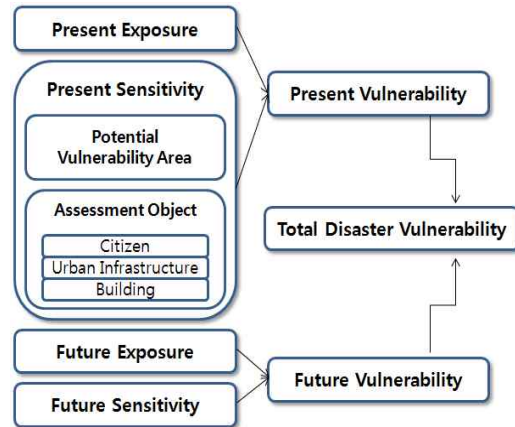 Present Exposure
Present Sensitivity
Potential
Vulnerability Area
Assessment Object
Citizen
Urban Infrastructure
Building
Future Exposure
Future Sensitivity
Present Vulnerability
Total Disaster Vulnerability
Future Vulnerability